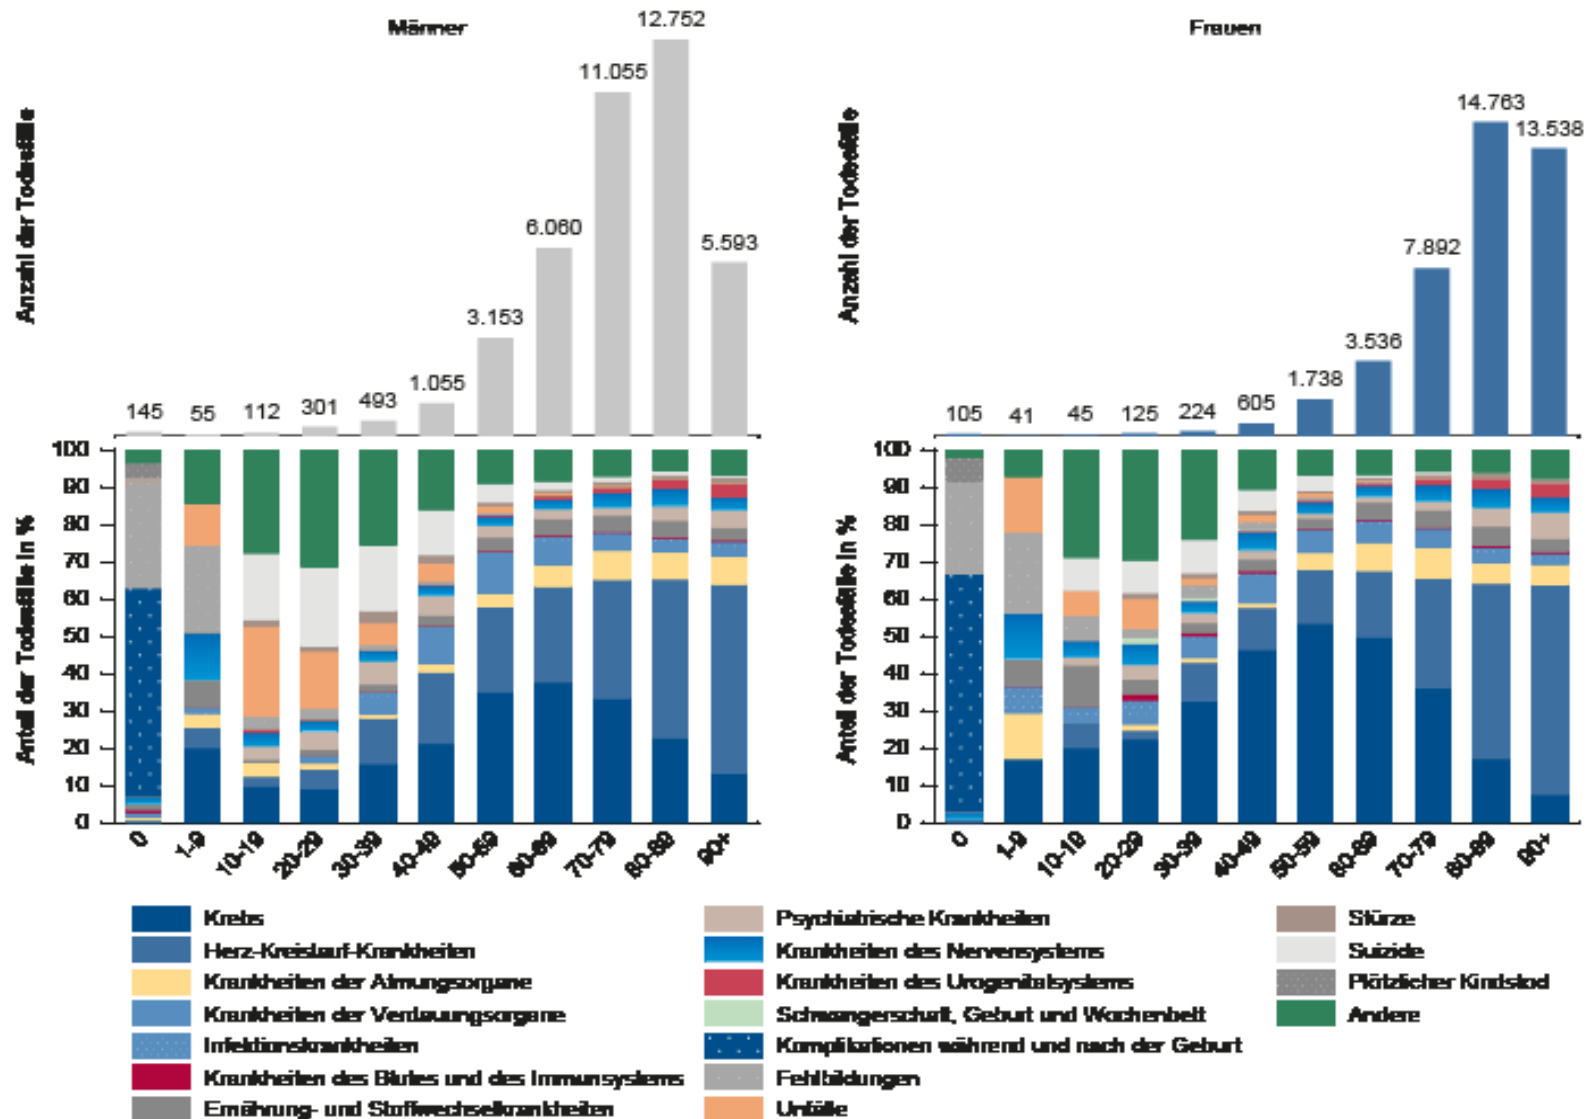 Männer
Frauen
Anzahl der Todesfälle
12.752
11.055
6.060
5.593
3.153
1.055
493
301
112
55
145
Anzahl der Todesfälle
14.763
13.538
7.892
3.536
1.738
605
224
125
45
41
105
Anteil der Todesfälle in %
100
90
80
70
60
50
40
30
20
10
0
0
1-9
10-19
20-29
30-39
40-49
50-59
60-69
70-79
80-89
90+
Anteil der Todesfälle in %
100
90
80
70
60
50
40
30
20
10
0
0
1-9
10-19
20-29
30-39
40-49
50-59
60-69
70-79
80-89
90+
Krebs
Herz-Kreislauf-Krankheiten
Krankheiten der Atmungsorgane
Krankheiten der Verdauungsorgane
Infektionskrankheiten
Krankheiten des Blutes und des Immunsystems
Ernährung- und Stoffwechselkrankheiten
Psychiatrische Krankheiten
Krankheiten des Nervensystems
Krankheiten des Urogenitalsystems
Schwangerschaft, Geburt und Wochenbett
Komplikationen während und nach der Geburt
Fehlbildungen
Unfälle
Stürze
Suizide
Plötzlicher Kindstod
Andere